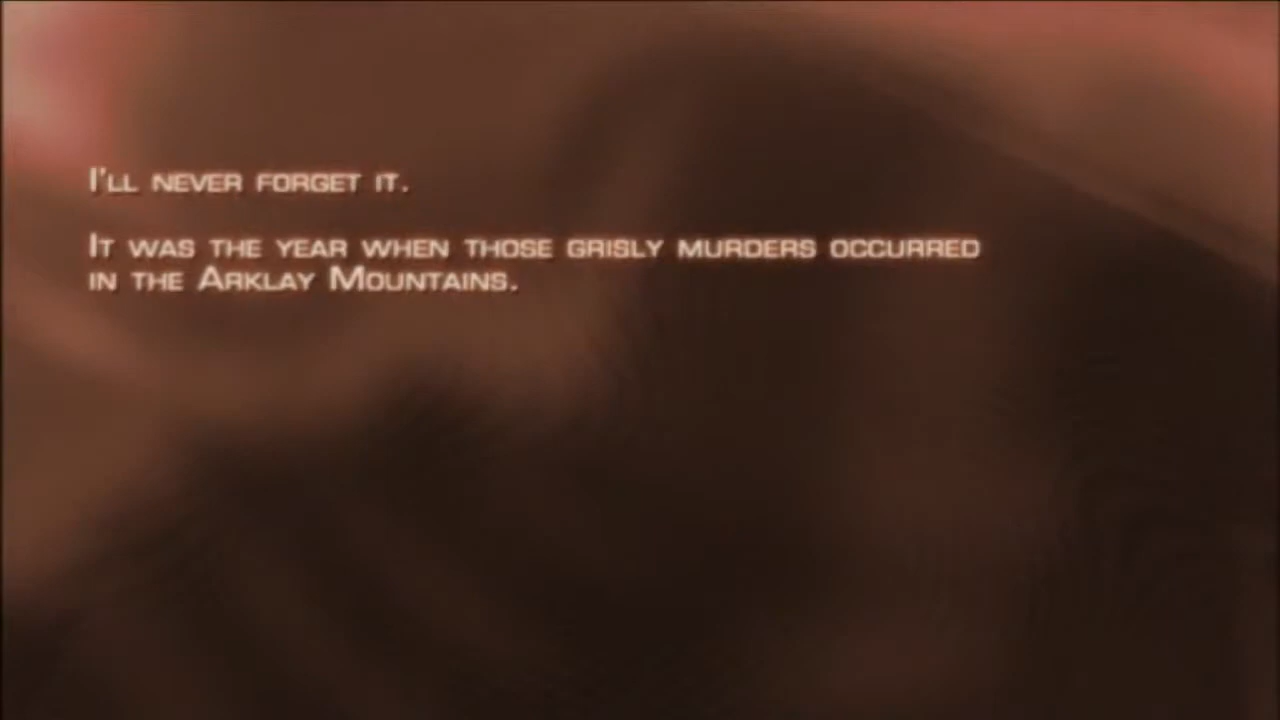 I'll never forget it.
It was the year when those grisly murders occurred
in the Arklay Mountains.